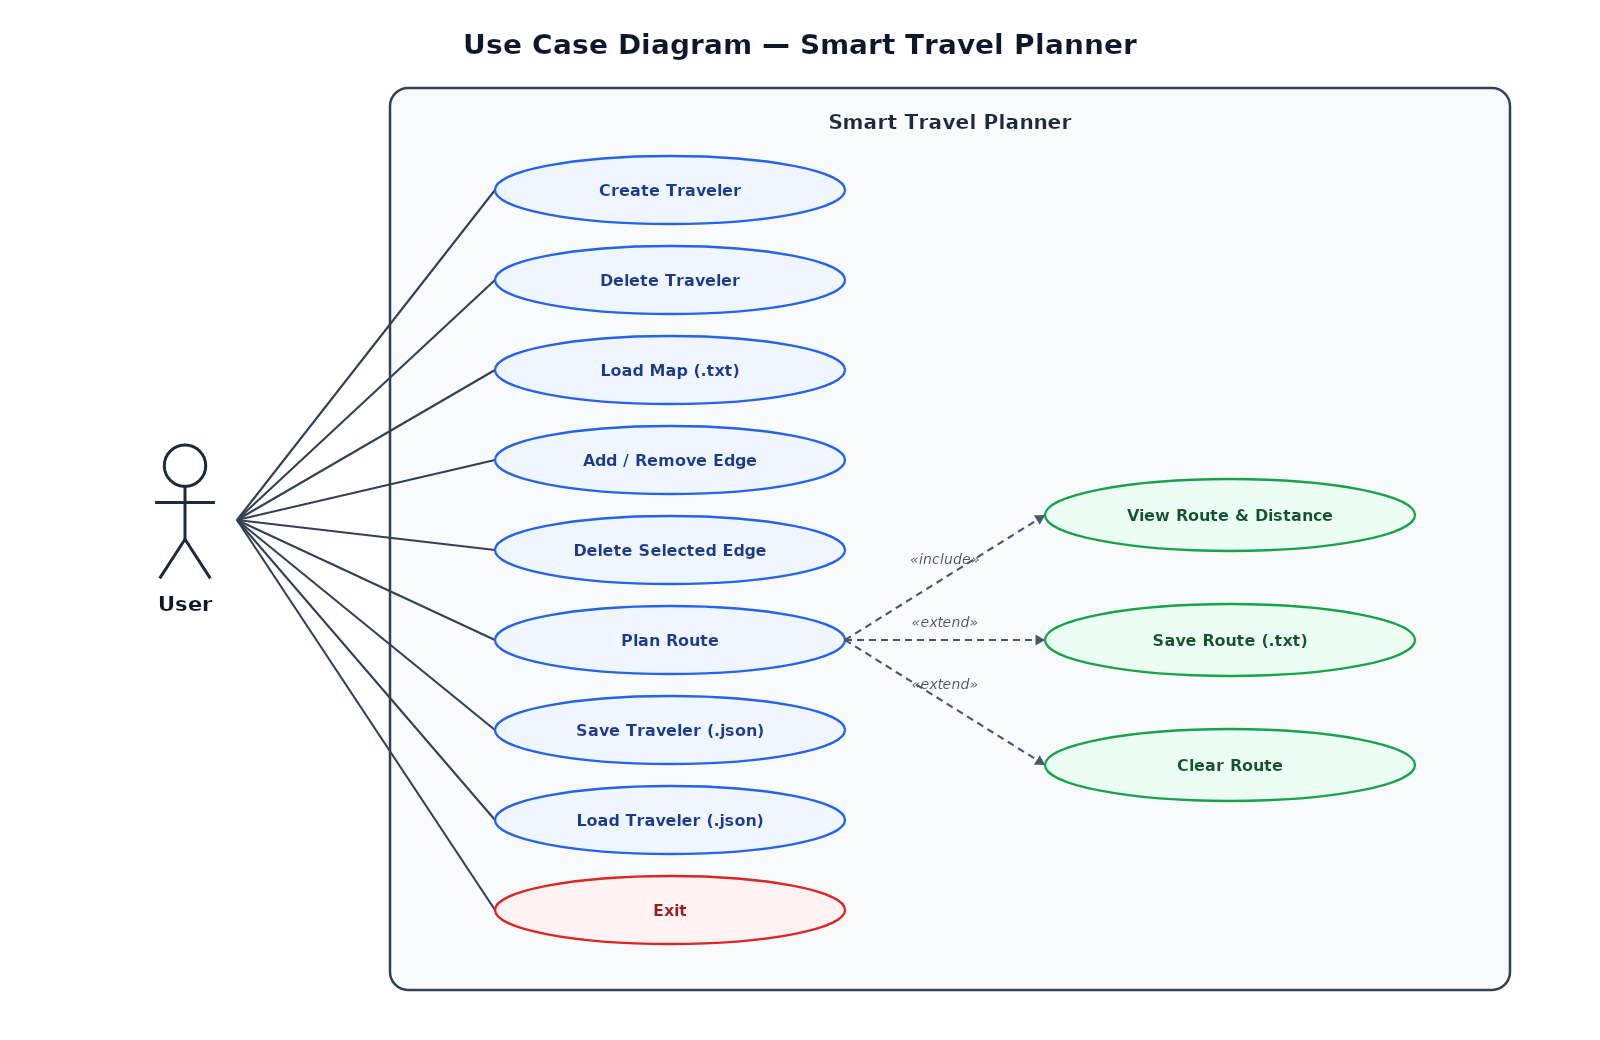 Use Case Diagram — Smart Travel Planner
Smart Travel Planner
Create Traveler
Delete Traveler
Load Map (.txt)
Add / Remove Edge
Delete Selected Edge
Plan Route
Save Traveler (.json)
Load Traveler (.json)
Exit
User
«include»
«extend»
«extend»
View Route & Distance
Save Route (.txt)
Clear Route